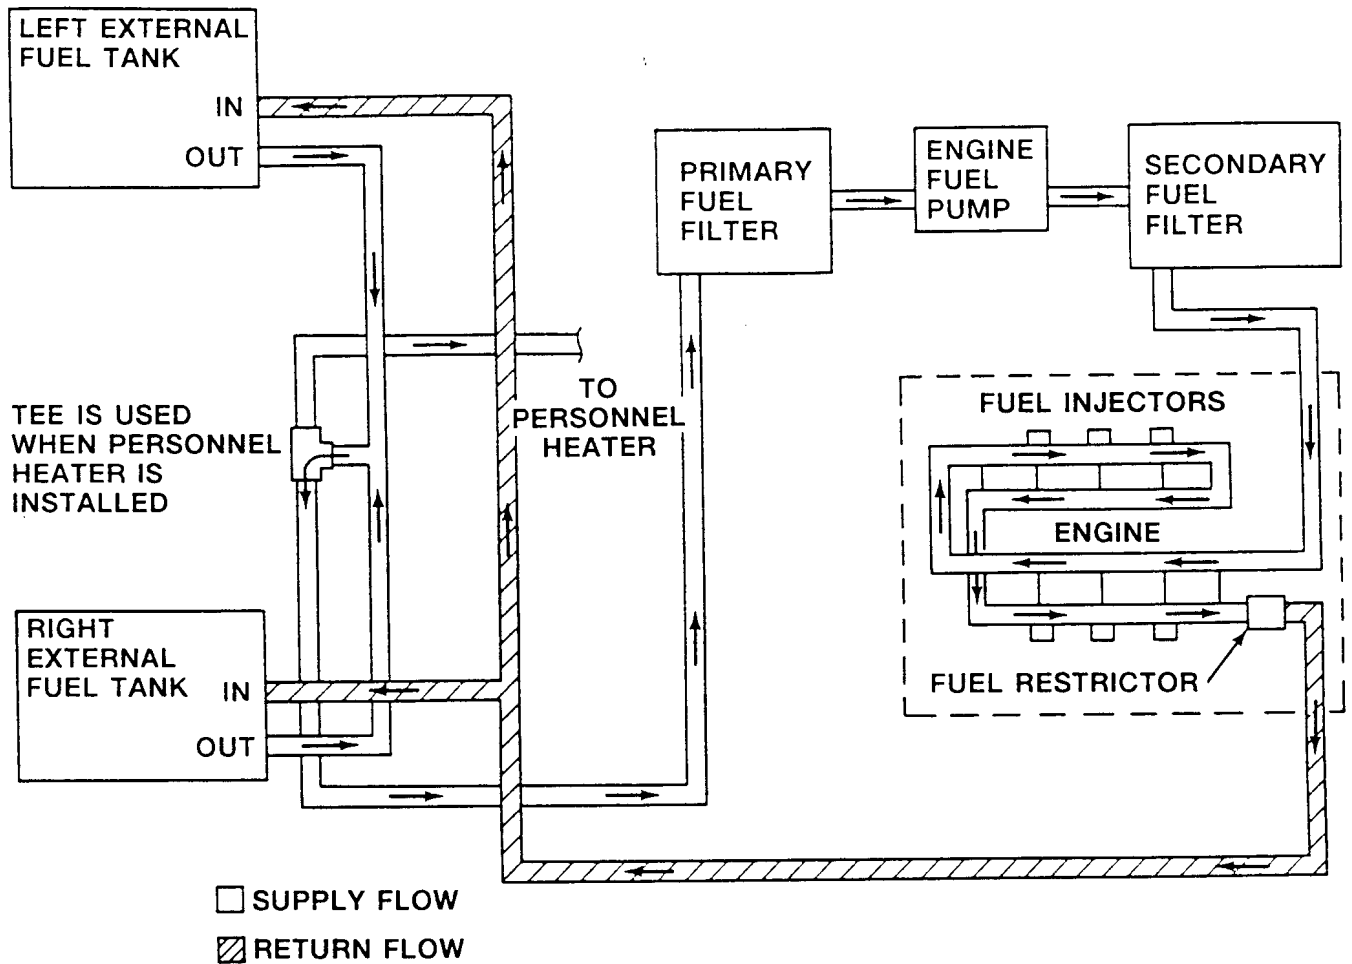 LEFT EXTERNAL
FUEL TANK
IN
OUT
PRIMARY
FUEL
FILTER
ENGINE
FUEL
PUMP
SECONDARY
FUEL
FILTER
TEE IS USED
WHEN PERSONNEL
HEATER IS
INSTALLED
TO
PERSONNEL
HEATER
FUEL INJECTORS
ENGINE
FUEL RESTRICTOR
RIGHT
EXTERNAL
FUEL TANK
IN
OUT
SUPPLY FLOW
RETURN FLOW